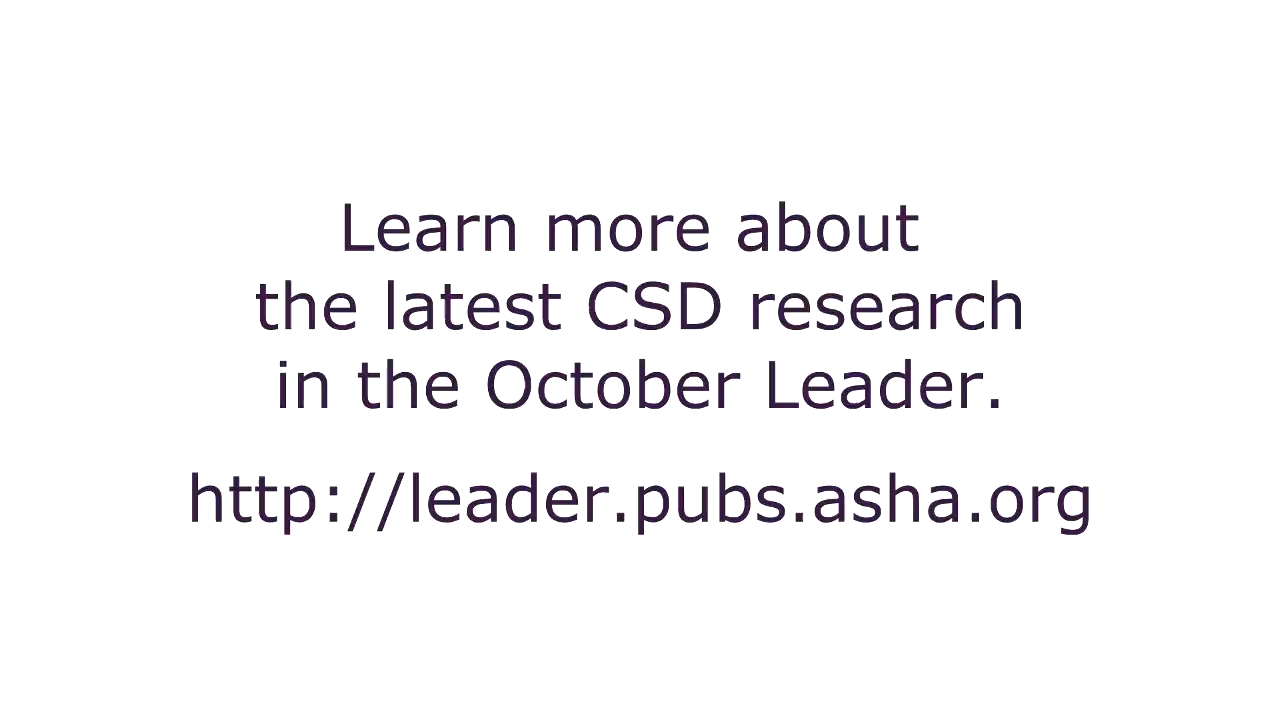 Learn more about
the latest CSD research
in the October Leader.
http://leader.pubs.asha.org